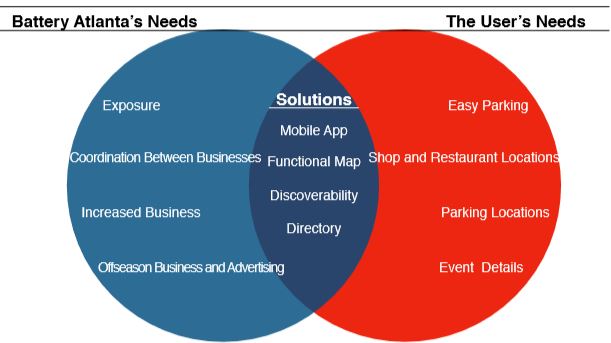 Battery Atlanta's Needs
The User's Needs
Solutions
Exposure
Easy Parking
Mobile App
Coordination Between Businesses
Functional Map
Shop and Restaurant Locations
Discoverability
Increased Business
Parking Locations
Directory
Offseason Business and Advertising
Event Details